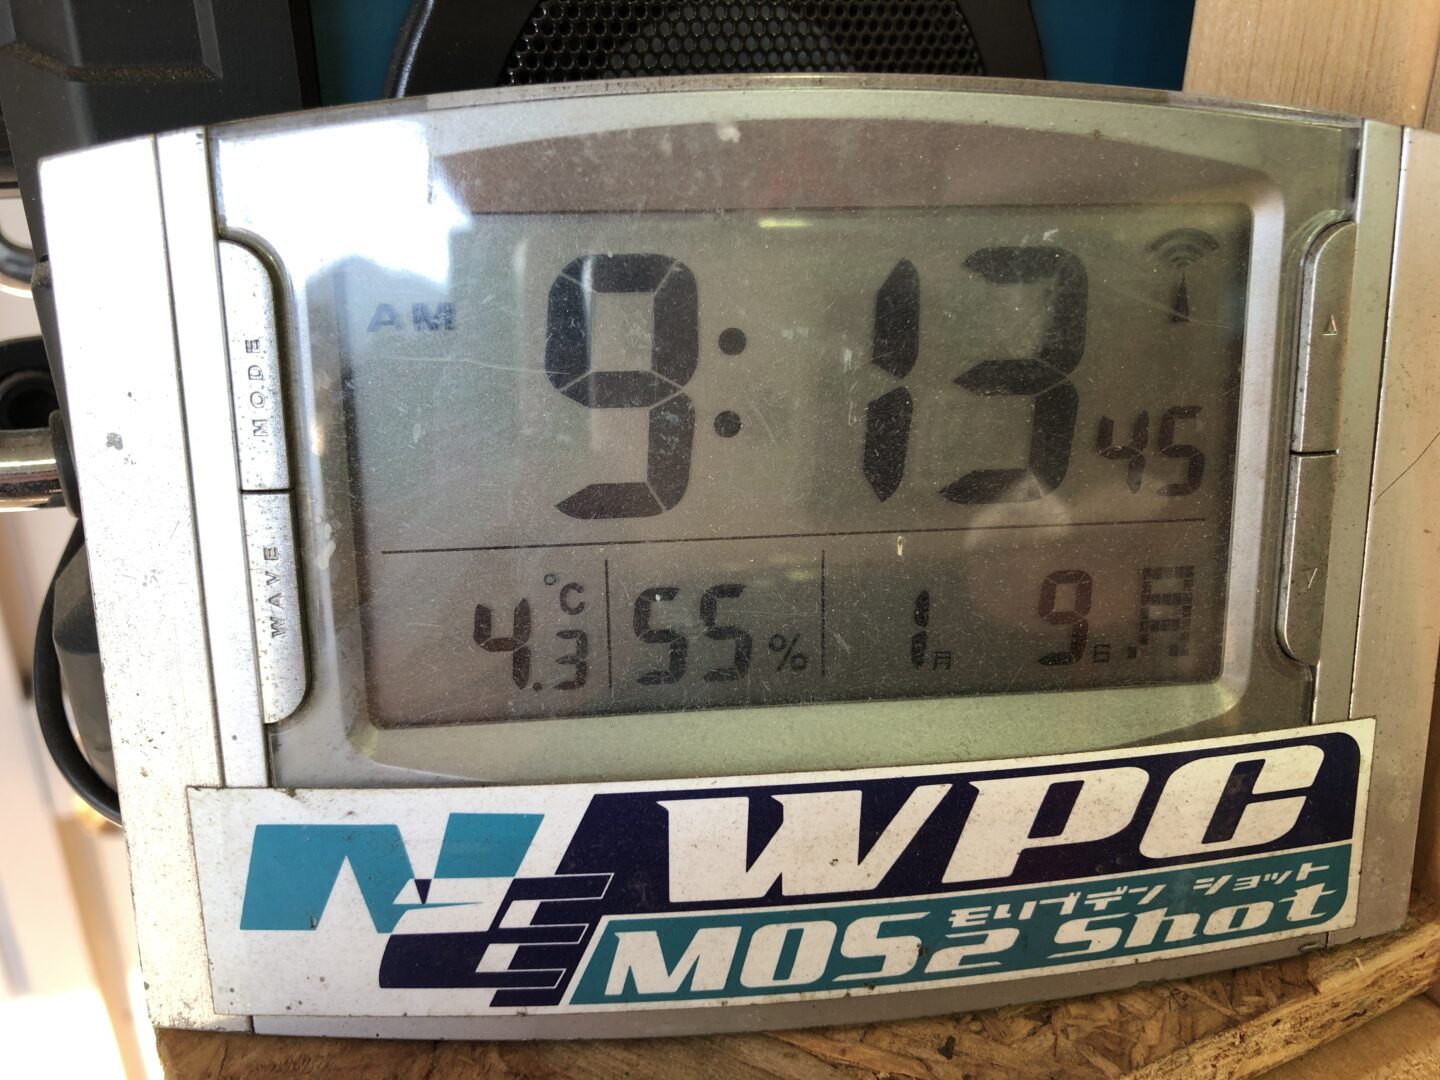 AM 9:13 45
MODE
WAVE
4.3 °C 55 % 1月 9日 月
WPC
モリブデン ショット
MOS2 Shot